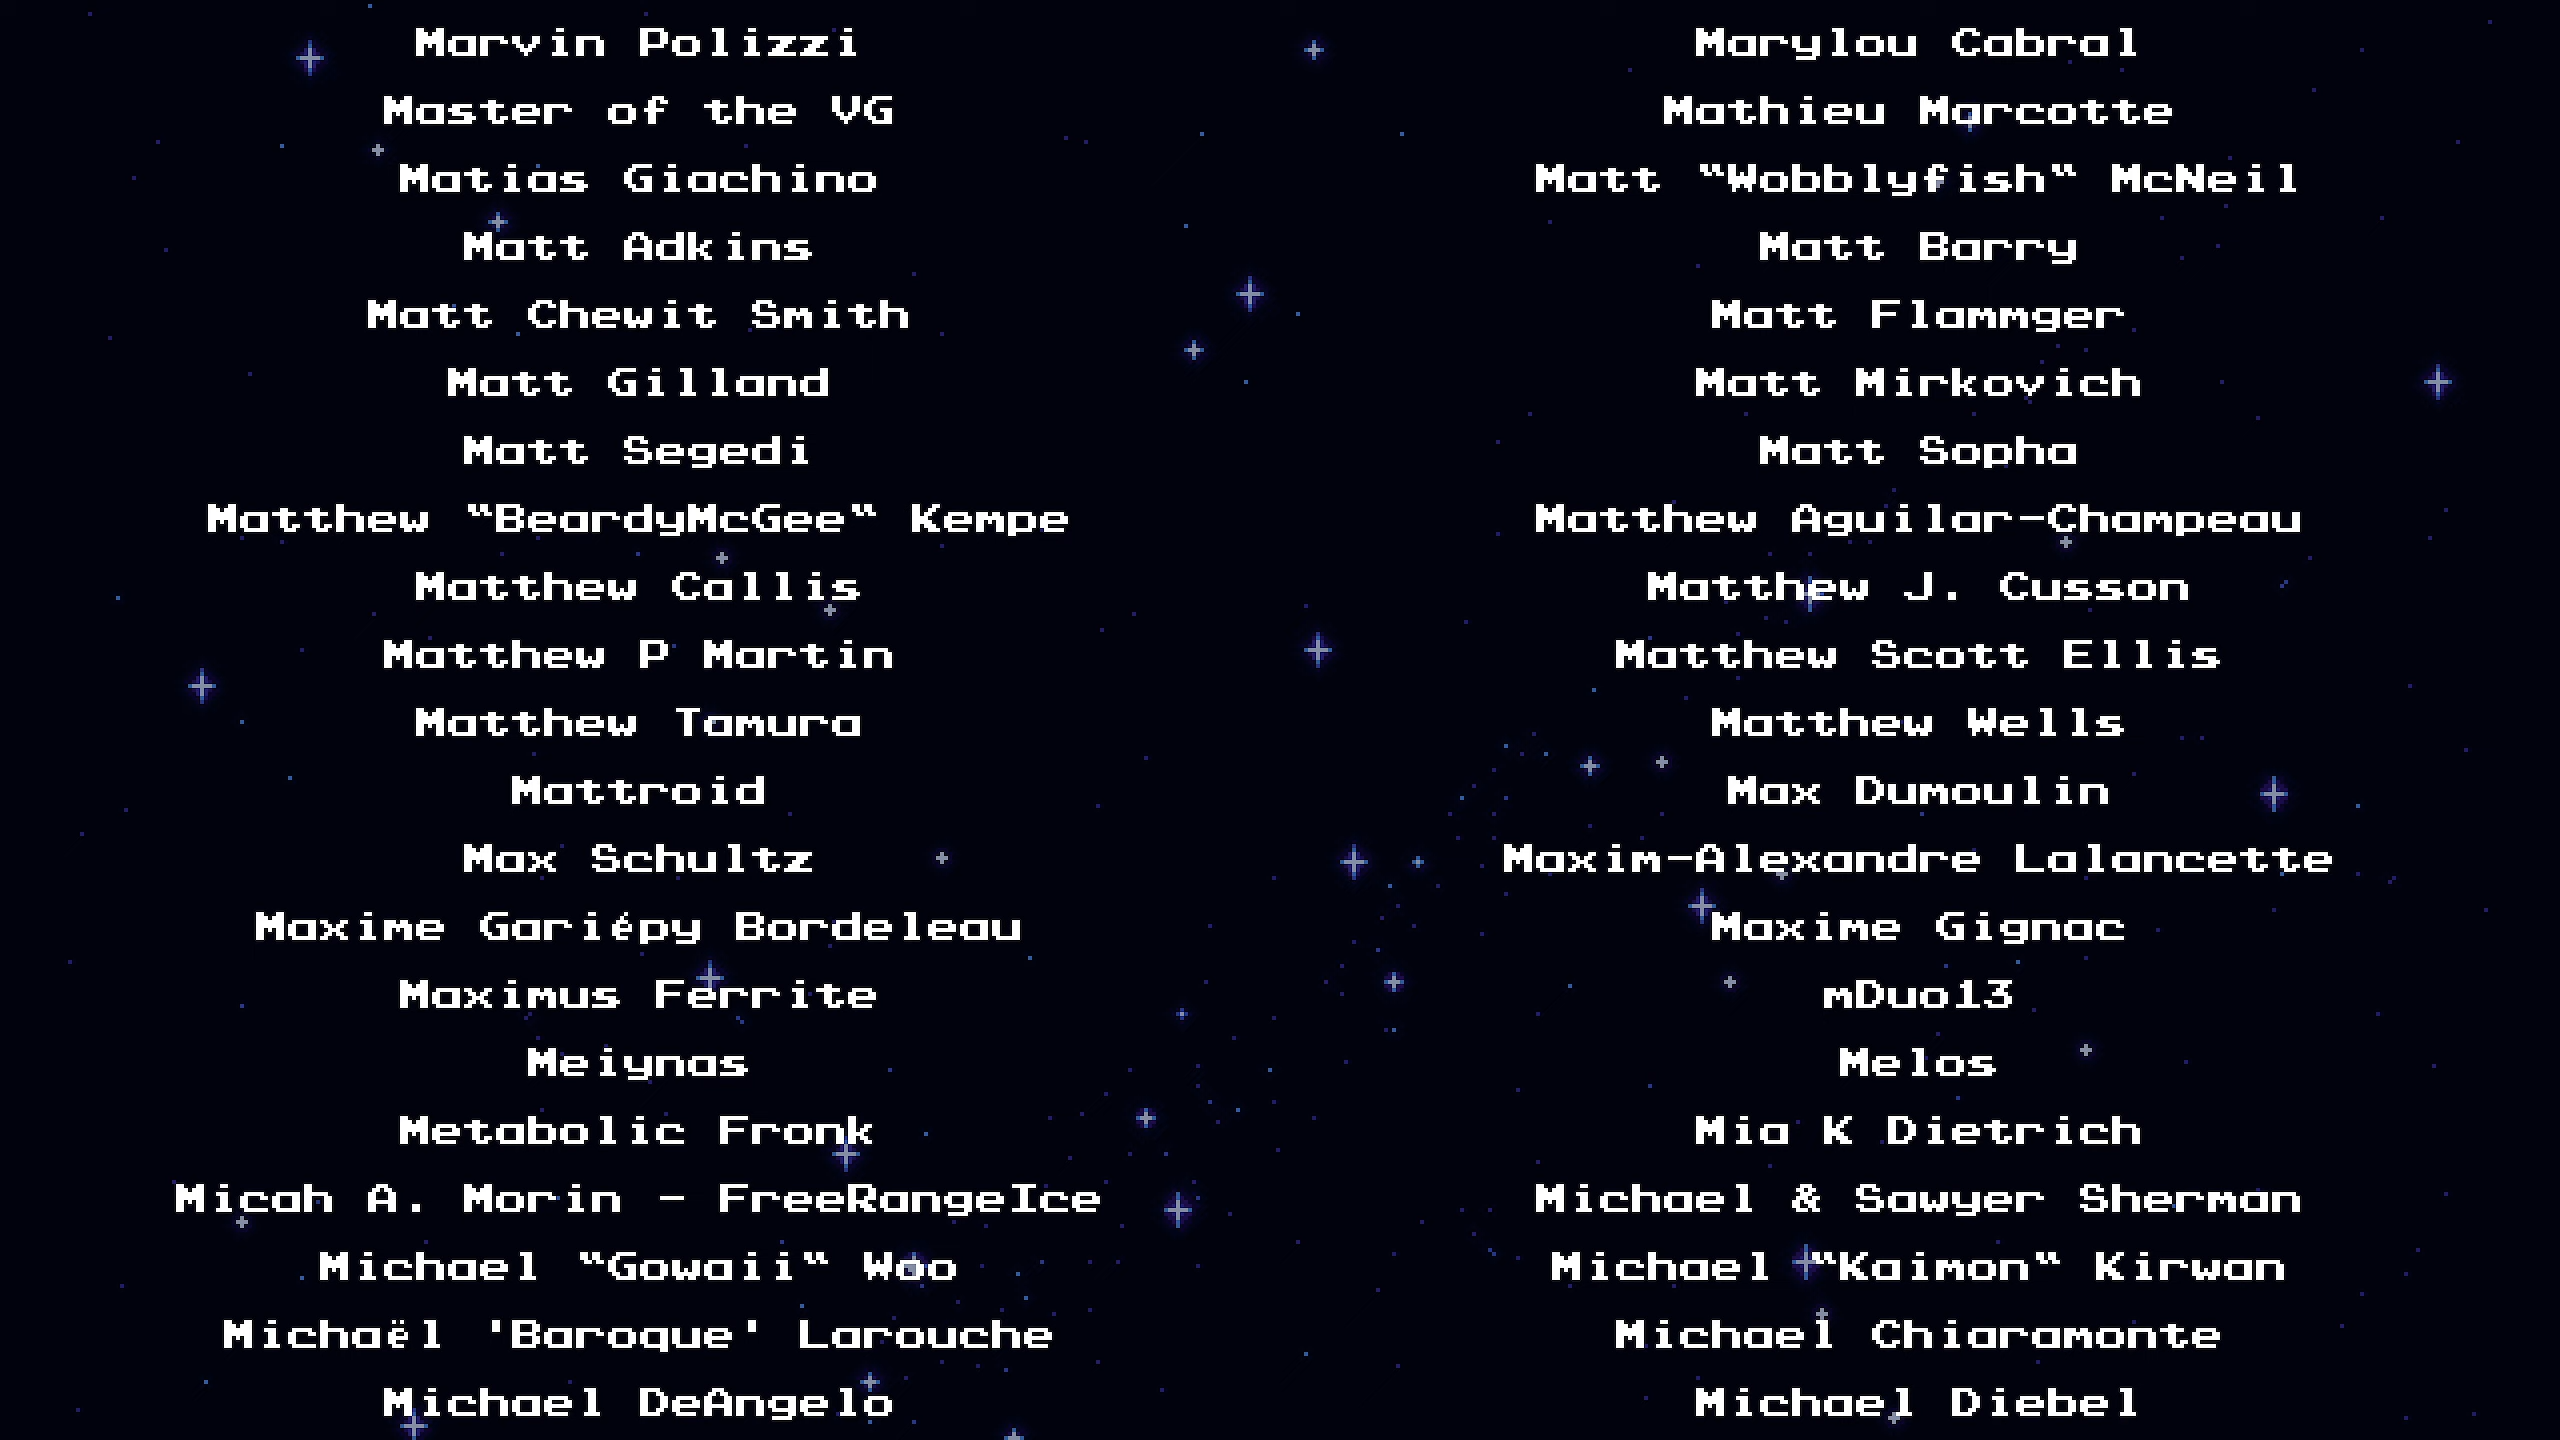 Marvin Polizzi
Marylou Cabral
Master of the VG
Mathieu Marcotte
Matias Giachino
Matt "Wobblyfish" McNeil
Matt Adkins
Matt Barry
Matt Chewit Smith
Matt Flammger
Matt Gilland
Matt Mirkovich
Matt Segedi
Matt Sopha
Matthew "BeardyMcGee" Kempe
Matthew Aguilar-Champeau
Matthew Callis
Matthew J. Cusson
Matthew P Martin
Matthew Scott Ellis
Matthew Tamura
Matthew Wells
Mattroid
Max Dumoulin
Max Schultz
Maxim-Alexandre Lalancette
Maxime Gariépy Bordeleau
Maxime Gignac
Maximus Ferrite
mDuo13
Meiynas
Melos
Metabolic Fronk
Mia K Dietrich
Micah A. Morin - FreeRangeIce
Michael & Sawyer Sherman
Michael "Gowaii" Woo
Michael "Kaimon" Kirwan
Michaël 'Baroque' Larouche
Michael Chiaramonte
Michael DeAngelo
Michael Diebel